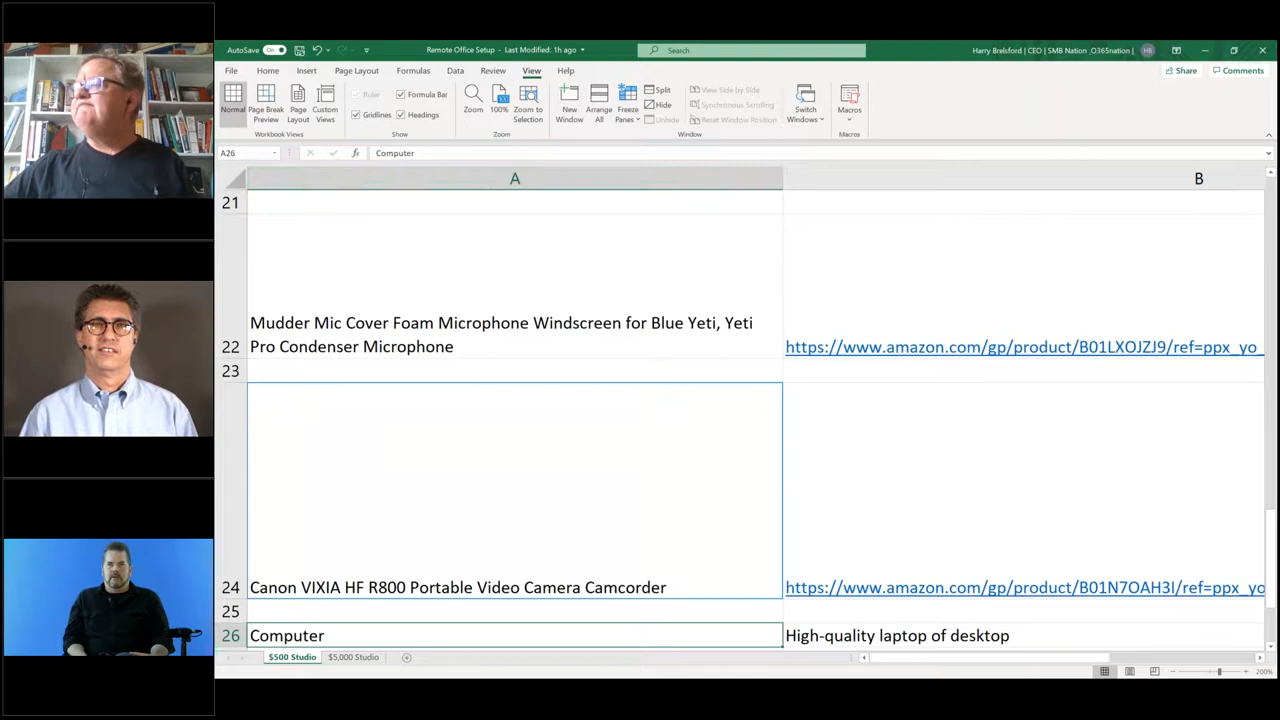 AutoSave On
Remote Office Setup - Last Modified: 1h ago
Search
Harry Brelsford | CEO | SMB Nation _O365nation |
HB
File Home Insert Page Layout Formulas Data Review View Help
Share Comments
Normal
Page Break Preview
Page Layout
Custom Views
Workbook Views
Ruler
Formula Bar
Gridlines
Headings
Show
Zoom
100%
Zoom to Selection
Zoom
New Window
Arrange All
Freeze Panes
Split
Hide
Unhide
View Side by Side
Synchronous Scrolling
Reset Window Position
Window
Switch Windows
Macros
Macros
A26
fx
Computer
A B
21
Mudder Mic Cover Foam Microphone Windscreen for Blue Yeti, Yeti
22 Pro Condenser Microphone https://www.amazon.com/gp/product/B01LXOJZJ9/ref=ppx_yo_
23
24 Canon VIXIA HF R800 Portable Video Camera Camcorder https://www.amazon.com/gp/product/B01N7OAH3I/ref=ppx_yo
25
26 Computer High-quality laptop of desktop
$500 Studio $5,000 Studio
200%